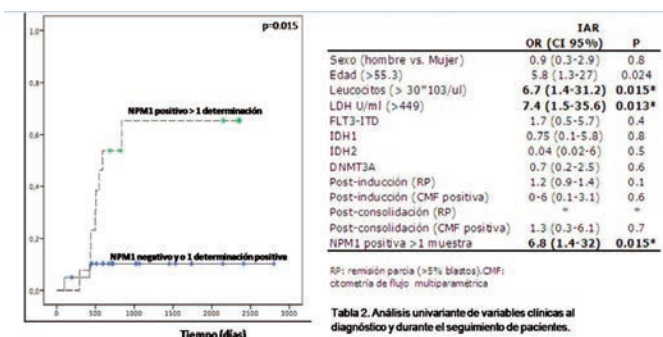 p=0.015
1,0
0,8
0,6
0,4
0,2
0,0
NPM1 positivo > 1 determinación
NPM1 negativo y o 1 determinación positiva
0 500 1000 1500 2000 2500 3000
Tiempo (días)
IAR
OR (CI 95%) P
Sexo (hombre vs. Mujer) 0.9 (0.3-2.9) 0.8
Edad (>55.3) 5.8 (1.3-27) 0.024
Leucocitos (> 30*103/ul) 6.7 (1.4-31.2) 0.015*
LDH U/ml (>449) 7.4 (1.5-35.6) 0.013*
FLT3-ITD 1.7 (0.5-5.7) 0.4
IDH1 0.75 (0.1-5.8) 0.8
IDH2 0.04 (0.02-6) 0.5
DNMT3A 0.7 (0.2-2.5) 0.6
Post-inducción (RP) 1.2 (0.9-1.4) 0.1
Post-inducción (CMF positiva) 0-6 (0.1-3.1) 0.6
Post-consolidación (RP) * *
Post-consolidación (CMF positiva) 1.3 (0.3-6.1) 0.7
NPM1 positiva >1 muestra 6.8 (1.4-32) 0.015*
RP: remisión parcia (>5% blastos).CMF:
citometría de flujo multiparamétrica
Tabla 2. Análisis univariante de variables clínicas al
diagnóstico y durante el seguimiento de pacientes.